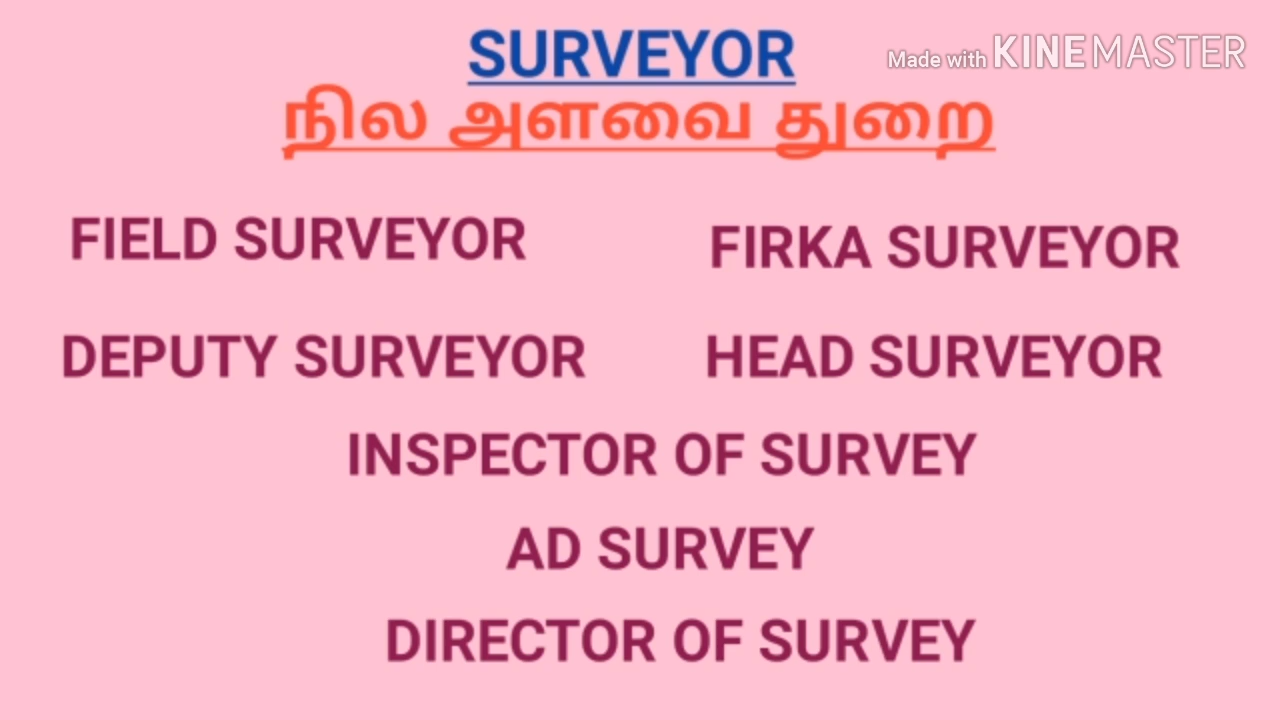 SURVEYOR
Made with KINEMASTER
நில அளவை துறை
FIELD SURVEYOR
FIRKA SURVEYOR
DEPUTY SURVEYOR
HEAD SURVEYOR
INSPECTOR OF SURVEY
AD SURVEY
DIRECTOR OF SURVEY